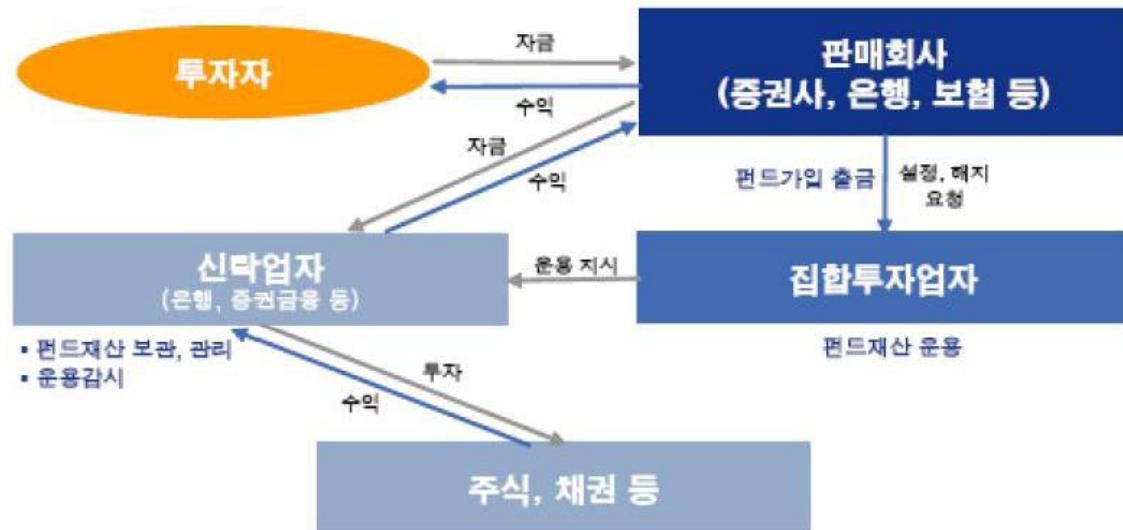 투자자
자금
수익
판매회사
(증권사, 은행, 보험 등)
자금
수익
펀드가입 출금
설정, 해지
요청
신탁업자
(은행, 증권금융 등)
운용 지시
집합투자업자
▪ 펀드재산 보관, 관리
▪ 운용감시
펀드재산 운용
투자
수익
주식, 채권 등